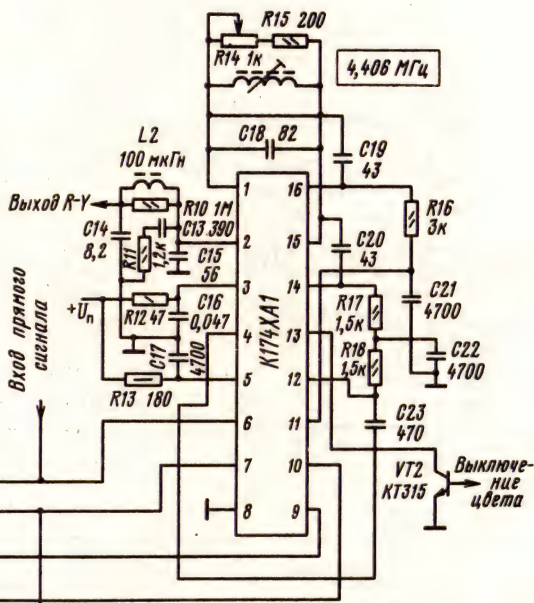 R15 200
R14 1к
4,406 МГц
L2
100 мкГн
C18 82
C19
43
Выход R-Y
R10 1М
C14
8,2
C13 390
R11
1,2к
C15
56
R16
3к
C20
43
+Uп
R12 47
C16
0,047
C17
4700
R13 180
К174ХА1
1
2
3
4
5
6
7
8
16
15
14
13
12
11
10
9
R17
1,5к
R18
1,5к
C21
4700
C22
4700
C23
470
Вход прямого
сигнала
VT2
КТ315
Выключе-
ние
цвета